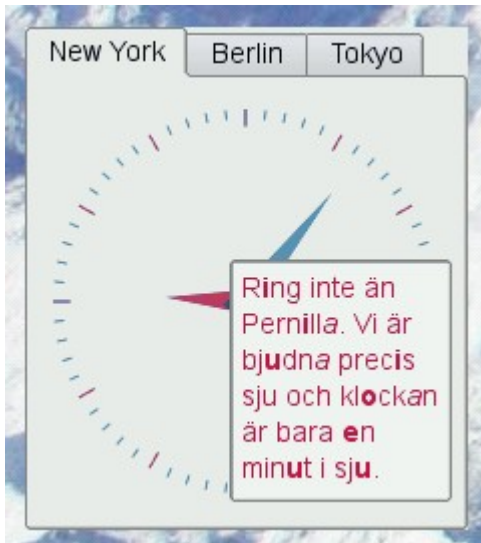 New York Berlin Tokyo
Ring inte än
Pernilla. Vi är
bjudna precis
sju och klockan
är bara en
minut i sju.